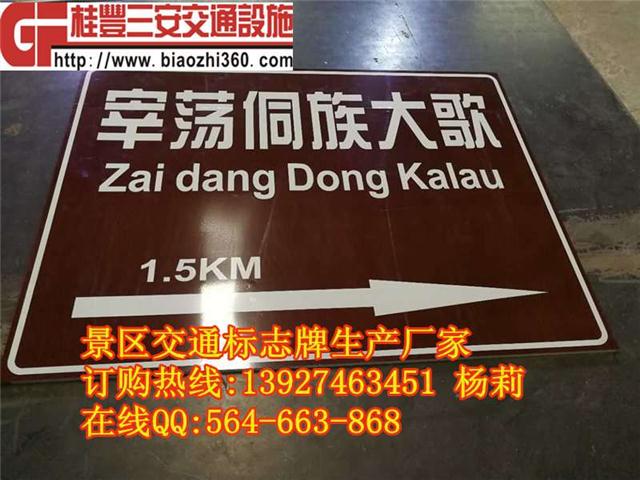 GF
桂豐三安交通設施
http://www.biaozhi360.com
宰荡侗族大歌
Zai dang Dong Kalau
1.5KM
景区交通标志牌生产厂家
订购热线:13927463451 杨莉
在线QQ:564-663-868